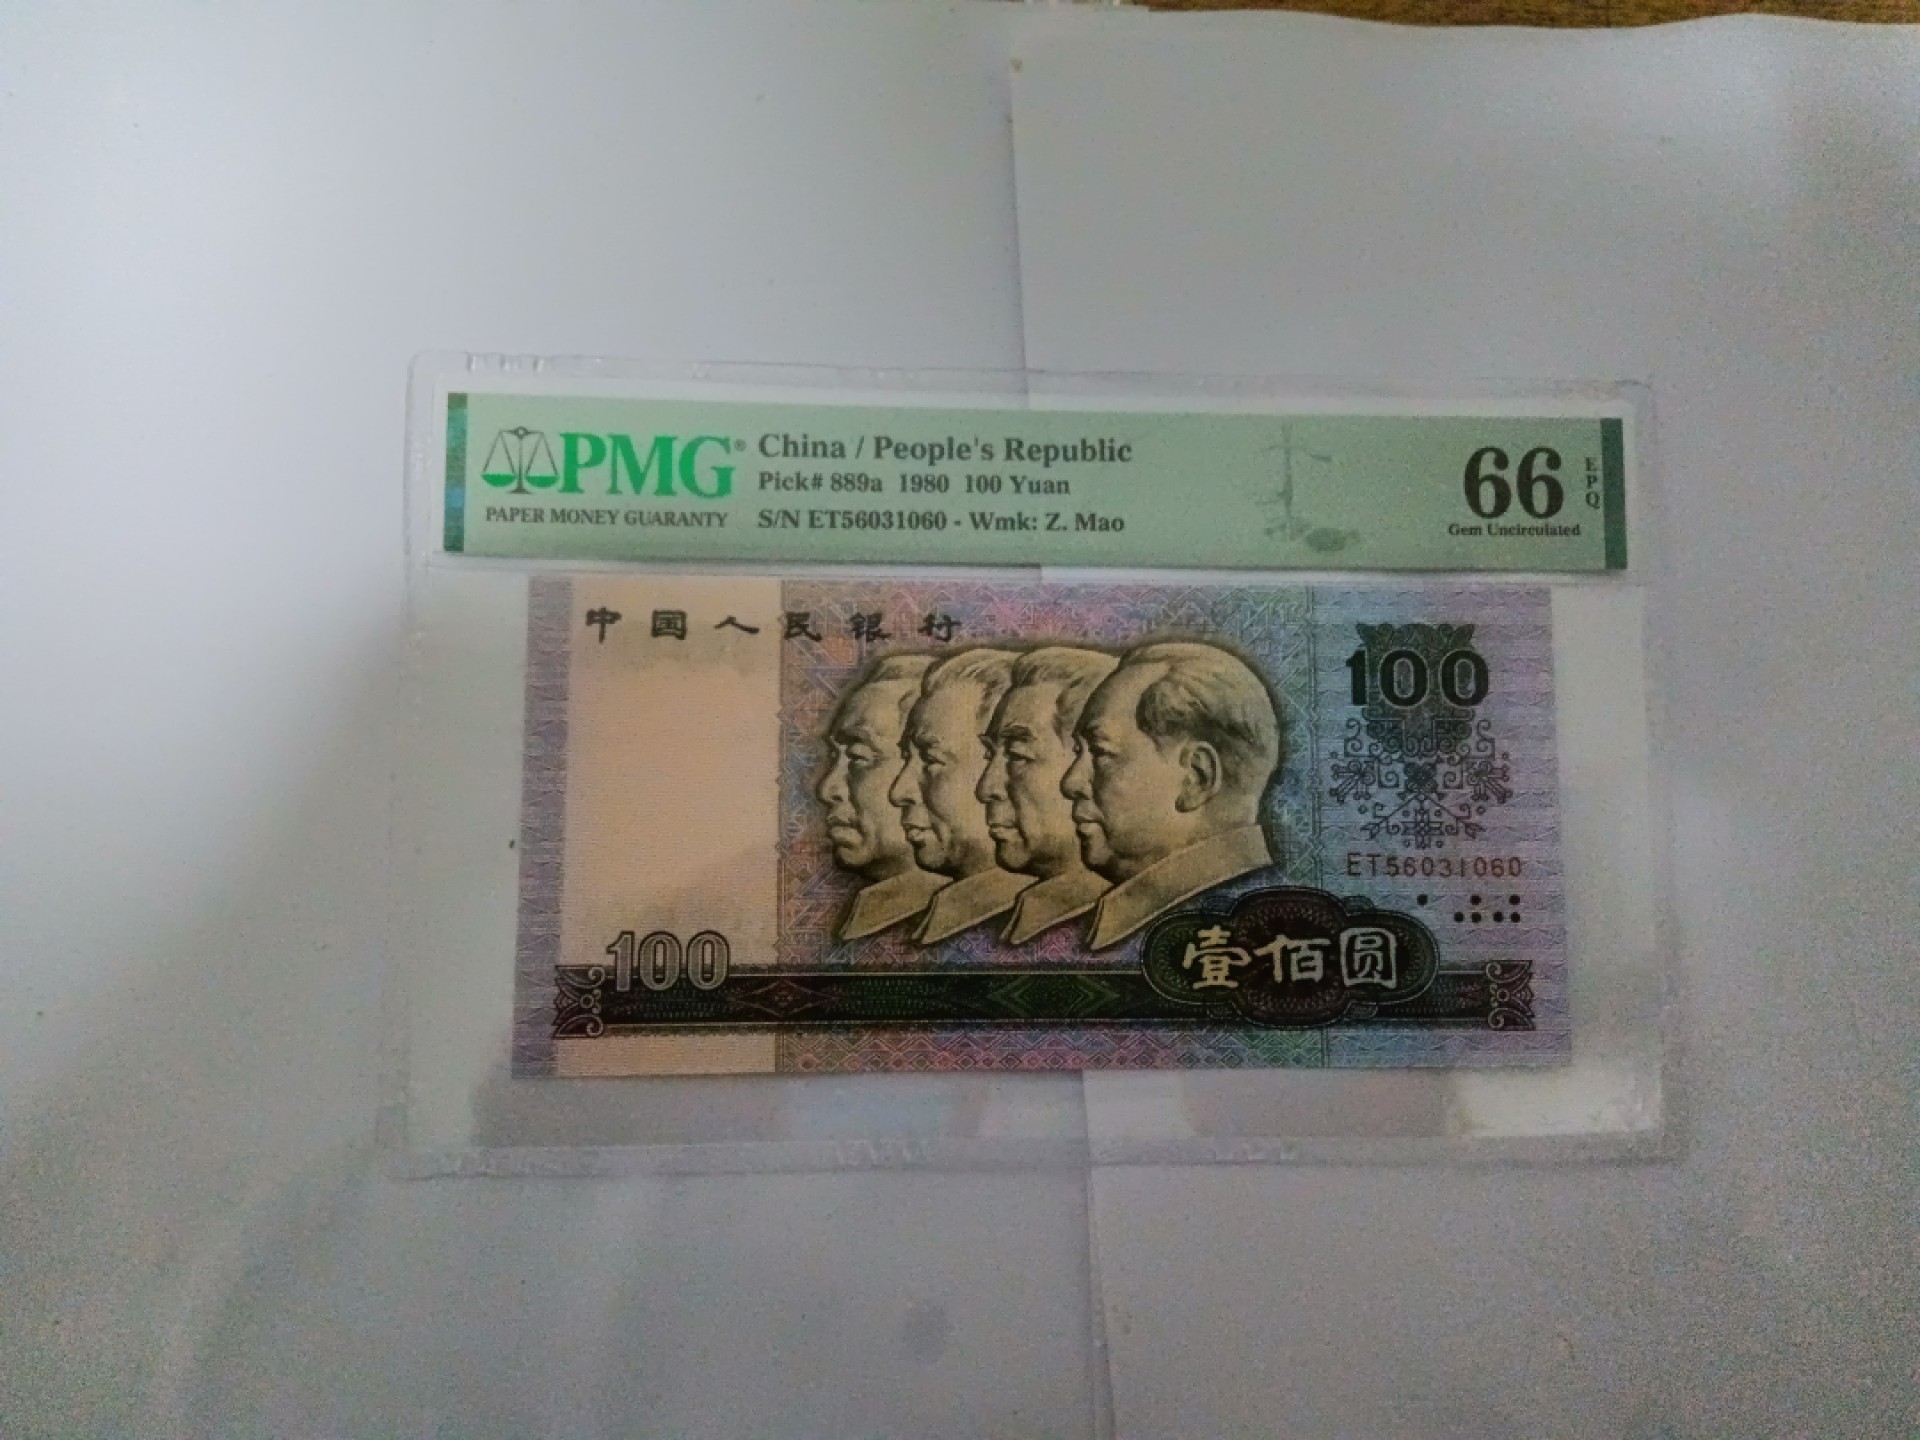 PMG®
PAPER MONEY GUARANTY
China / People's Republic
Pick# 889a 1980 100 Yuan
S/N ET56031060 - Wmk: Z. Mao
66
EPQ
Gem Uncirculated
中国人民银行
100
ET56031060
100
壹佰圆